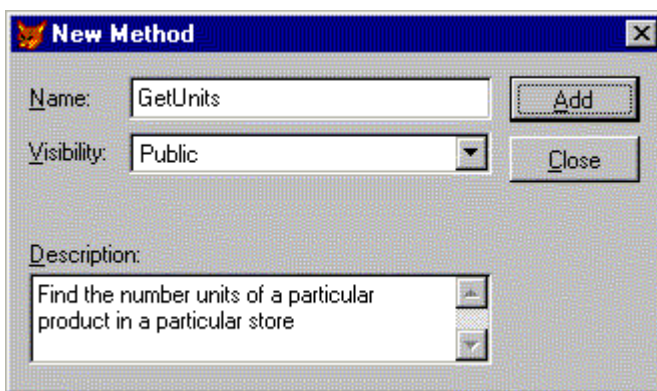 New Method
Name: GetUnits Add
Visibility: Public Close
Description:
Find the number units of a particular
product in a particular store